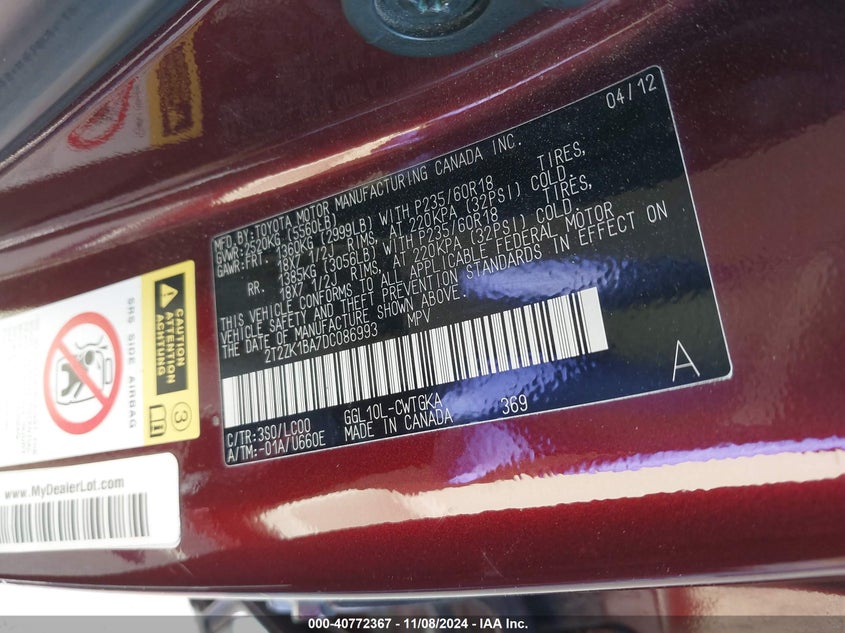 04/12
MFD.BY:TOYOTA MOTOR MANUFACTURING CANADA INC.
GVWR:2520KG (5560LB)
GAWR:FRT. 1360KG (2999LB) WITH P235/60R18 TIRES,
18X7 1/2J RIMS, AT 220KPA (32PSI) COLD.
RR. 1385KG (3056LB) WITH P235/60R18 TIRES,
18X7 1/2J RIMS, AT 220KPA (32PSI) COLD.
THIS VEHICLE CONFORMS TO ALL APPLICABLE FEDERAL MOTOR
VEHICLE SAFETY AND THEFT PREVENTION STANDARDS IN EFFECT ON
THE DATE OF MANUFACTURE SHOWN ABOVE.
2T2ZK1BA7DC086993 MPV
C/TR:3S0/LC00 GGL10L-CWTGKA 369
A/TM:-01A/U660E MADE IN CANADA
A
SRS SIDE AIRBAG
CAUTION
ATTENTION
3
www.MyDealerLot.com
000-40772367 | 11/08/2024 - IAA Inc.